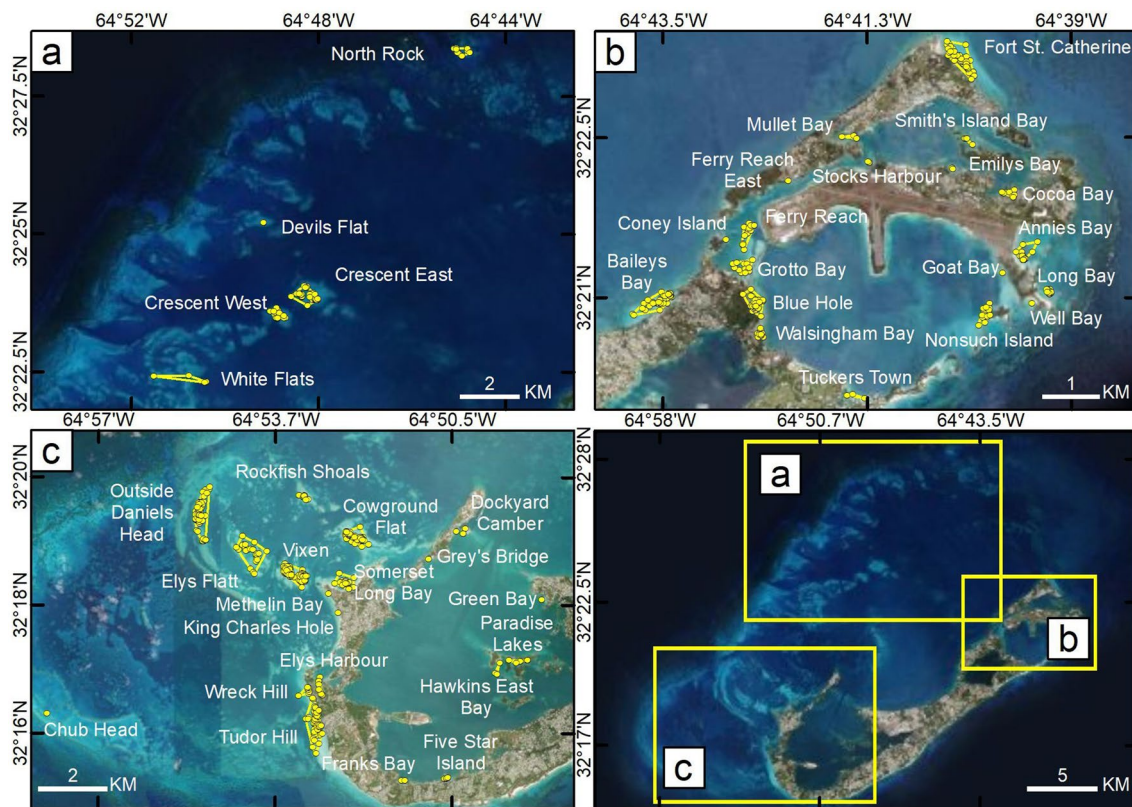 64°52'W
64°48'W
64°44'W
a
North Rock
32°27.5'N
Devils Flat
32°25'N
Crescent East
Crescent West
White Flats
32°22.5'N
2
KM
64°43.5'W
64°41.3'W
64°39'W
b
Fort St. Catherine
Mullet Bay
Smith's Island Bay
32°22.5'N
Ferry Reach
East
Stocks Harbour
Emilys Bay
Cocoa Bay
Coney Island
Ferry Reach
Annies Bay
Baileys
Bay
Grotto Bay
Goat Bay
Long Bay
Blue Hole
32°21'N
Well Bay
Walsingham Bay
Nonsuch Island
Tuckers Town
1
KM
64°57'W
64°53.7'W
64°50.5'W
c
32°20'N
Rockfish Shoals
Outside
Daniels
Head
Cowground
Flat
Dockyard
Camber
Vixen
Grey's Bridge
Elys Flatt
Somerset
Long Bay
Methelin Bay
Green Bay
32°18'N
King Charles Hole
Paradise
Lakes
Elys Harbour
Wreck Hill
Hawkins East
Bay
32°16'N
Chub Head
Tudor Hill
Five Star
Island
Franks Bay
2
KM
64°58'W
64°50.7'W
64°43.5'W
32°28'N
a
32°22.5'N
b
c
32°17'N
5
KM